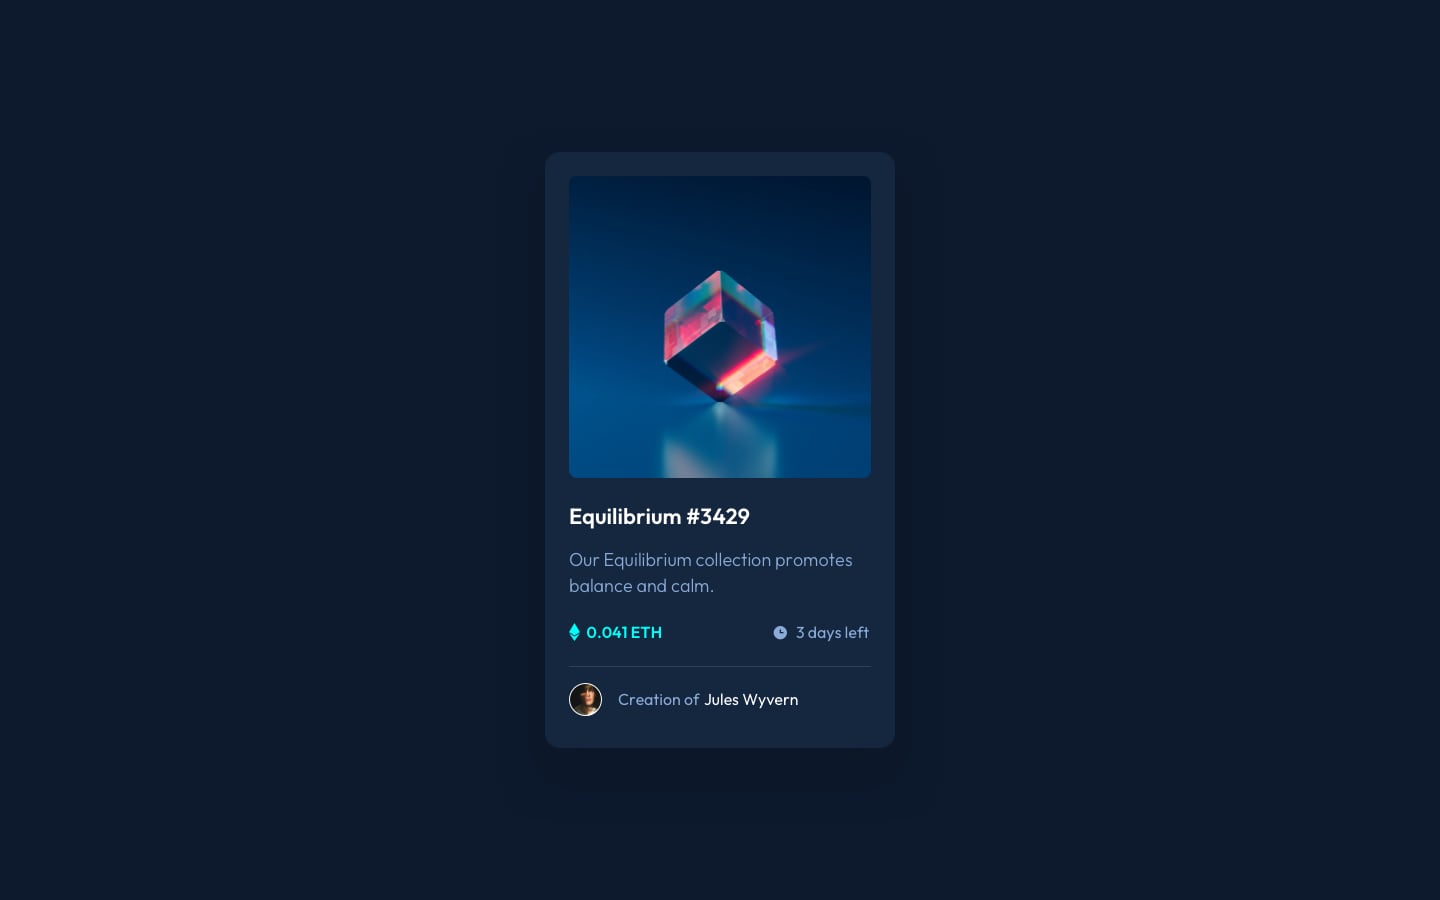 Equilibrium #3429
Our Equilibrium collection promotes
balance and calm.
0.041 ETH
3 days left
Creation of Jules Wyvern